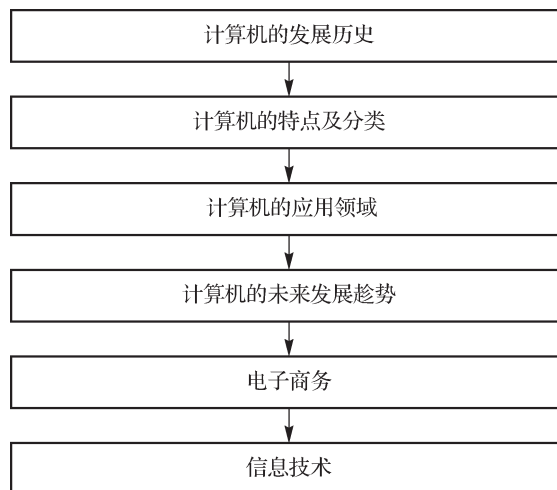 计算机的发展历史
计算机的特点及分类
计算机的应用领域
计算机的未来发展趁势
电子商务
信息技术